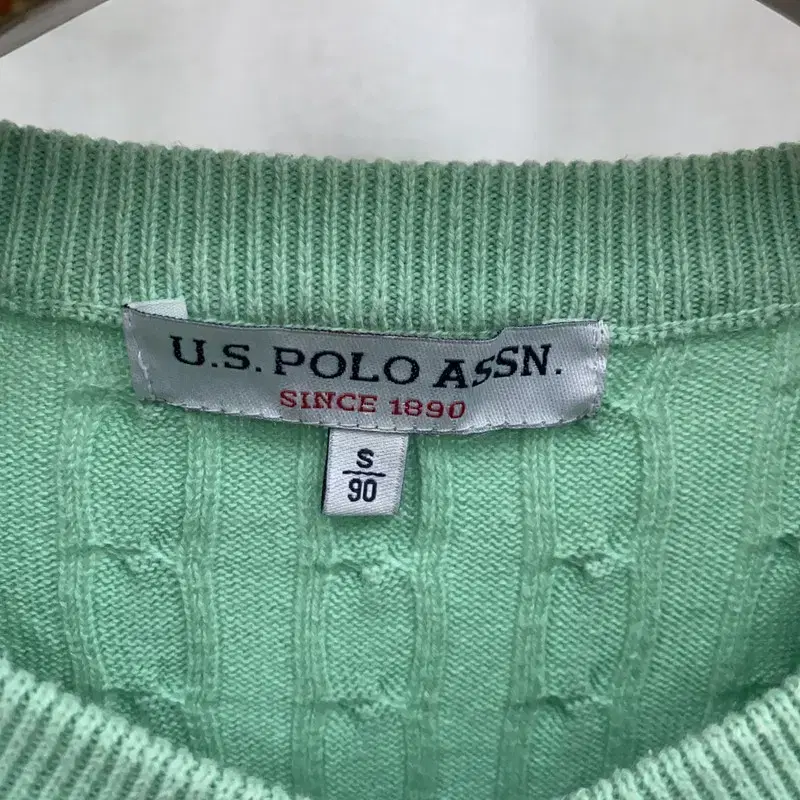 U.S. POLO ASSN.
SINCE 1890
S
90